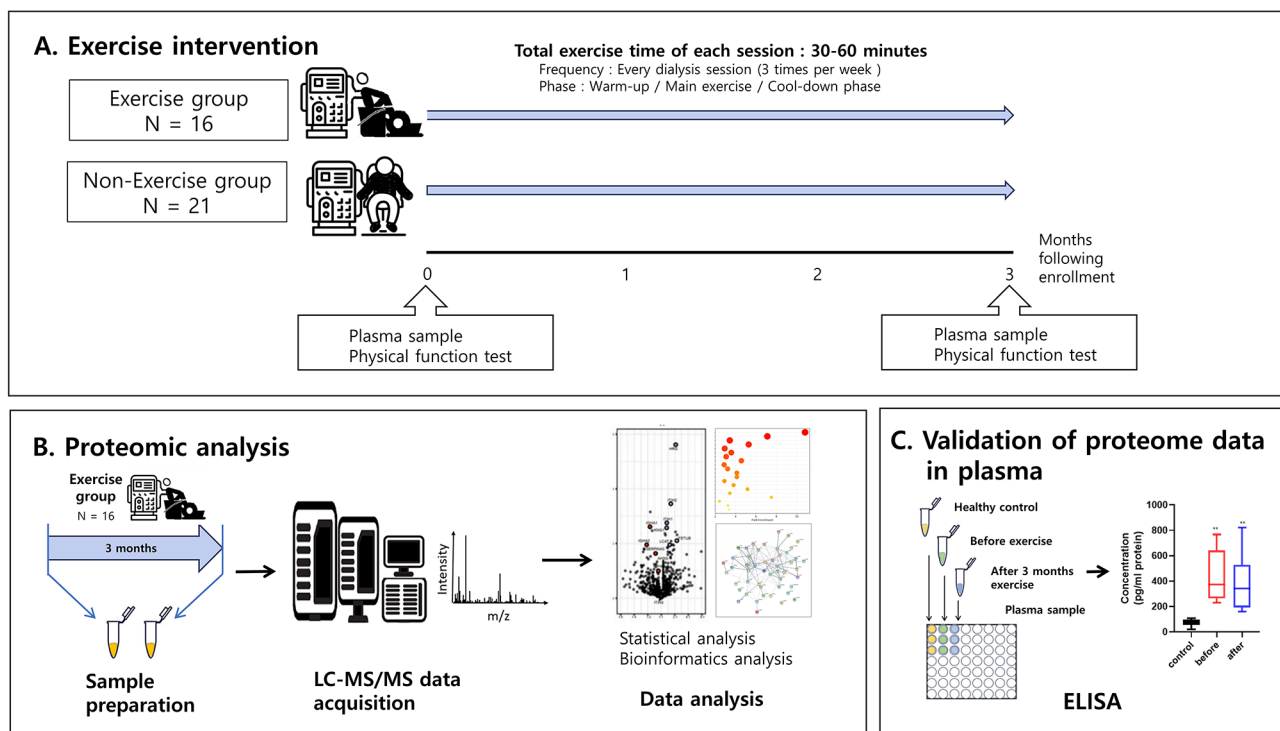 A. Exercise intervention
Total exercise time of each session : 30-60 minutes
Frequency : Every dialysis session (3 times per week )
Phase : Warm-up / Main exercise / Cool-down phase
Exercise group
N = 16
Non-Exercise group
N = 21
Months
following
enrollment
0 1 2 3
Plasma sample
Physical function test
Plasma sample
Physical function test
B. Proteomic analysis
Exercise
group
N = 16
3 months
Sample
preparation
Intensity
m/z
LC-MS/MS data
acquisition
Statistical analysis
Bioinformatics analysis
Data analysis
C. Validation of proteome data
in plasma
Healthy control
Before exercise
After 3 months
exercise
Plasma sample
Concentration
(pg/ml protein)
1000
800
600
400
200
0
**
**
control
before
after
ELISA